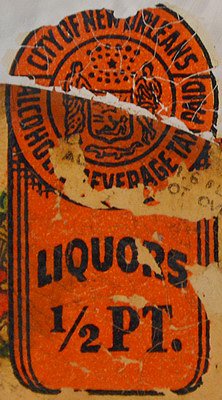 CITY OF NEW ORLEANS
ALCOHOLIC BEVERAGE TAX PAID
LIQUORS
1/2 PT.